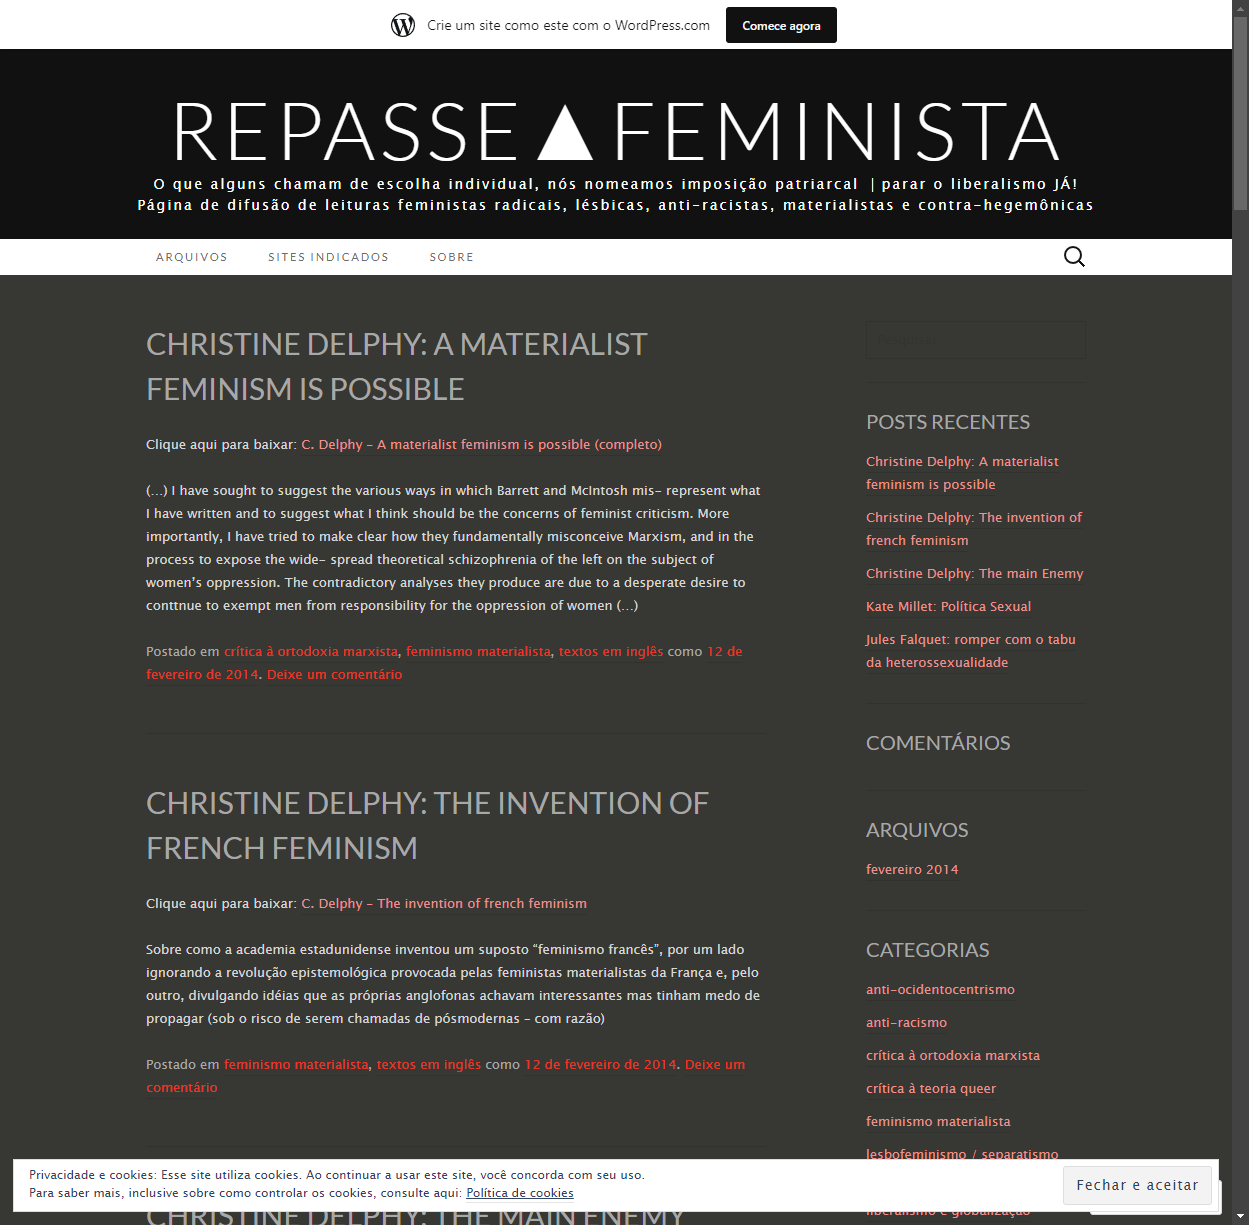 Crie um site como este com o WordPress.com
Comece agora
REPASSE▲FEMINISTA
O que alguns chamam de escolha individual, nós nomeamos imposição patriarcal | parar o liberalismo JÁ!
Página de difusão de leituras feministas radicais, lésbicas, anti-racistas, materialistas e contra-hegemônicas
ARQUIVOS SITES INDICADOS SOBRE
CHRISTINE DELPHY: A MATERIALIST
FEMINISM IS POSSIBLE
Clique aqui para baixar: C. Delphy – A materialist feminism is possible (completo)
(…) I have sought to suggest the various ways in which Barrett and McIntosh mis- represent what
I have written and to suggest what I think should be the concerns of feminist criticism. More
importantly, I have tried to make clear how they fundamentally misconceive Marxism, and in the
process to expose the wide- spread theoretical schizophrenia of the left on the subject of
women's oppression. The contradictory analyses they produce are due to a desperate desire to
conttnue to exempt men from responsibility for the oppression of women (…)
Postado em crítica à ortodoxia marxista, feminismo materialista, textos em inglês como 12 de
fevereiro de 2014. Deixe um comentário
CHRISTINE DELPHY: THE INVENTION OF
FRENCH FEMINISM
Clique aqui para baixar: C. Delphy – The invention of french feminism
Sobre como a academia estadunidense inventou um suposto “feminismo francês”, por um lado
ignorando a revolução epistemológica provocada pelas feministas materialistas da França e, pelo
outro, divulgando idéias que as próprias anglofonas achavam interessantes mas tinham medo de
propagar (sob o risco de serem chamadas de pósmodernas – com razão)
Postado em feminismo materialista, textos em inglês como 12 de fevereiro de 2014. Deixe um
comentário
CHRISTINE DELPHY: THE MAIN ENEMY
POSTS RECENTES
Christine Delphy: A materialist
feminism is possible
Christine Delphy: The invention of
french feminism
Christine Delphy: The main Enemy
Kate Millet: Política Sexual
Jules Falquet: romper com o tabu
da heterossexualidade
COMENTÁRIOS
ARQUIVOS
fevereiro 2014
CATEGORIAS
anti-ocidentocentrismo
anti-racismo
crítica à ortodoxia marxista
crítica à teoria queer
feminismo materialista
lesbofeminismo / separatismo
liberalismo e globalização
Privacidade e cookies: Esse site utiliza cookies. Ao continuar a usar este site, você concorda com seu uso.
Para saber mais, inclusive sobre como controlar os cookies, consulte aqui: Política de cookies
Fechar e aceitar